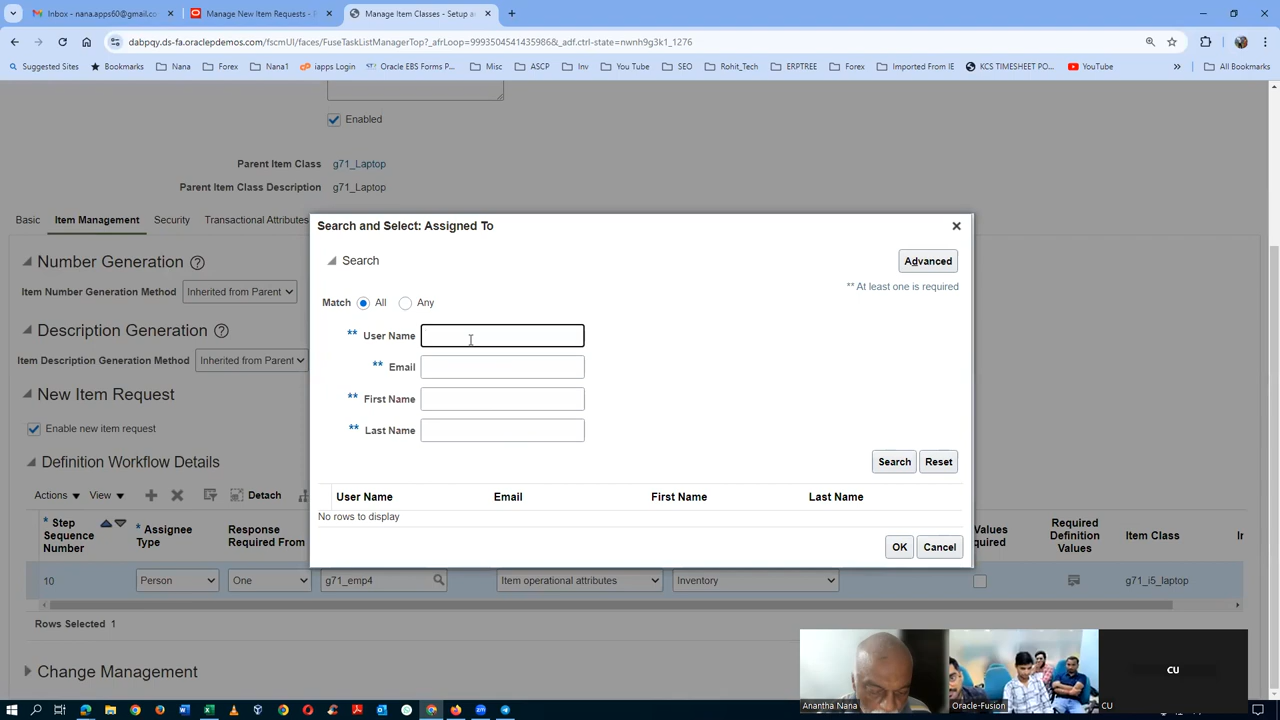 Inbox - nana.apps60@gmail.co
Manage New Item Requests - P
Manage Item Classes - Setup a
dabpqy.ds-fa.oraclepdemos.com/fscmUI/faces/FuseTaskListManagerTop?_afrLoop=99935045414359 86&_adf.ctrl-state=nwnh9g3k1_1276
Suggested Sites
Bookmarks
Nana
Forex
Nana1
iapps Login
Oracle EBS Forms P...
Misc
ASCP
Inv
You Tube
SEO
Rohit_Tech
ERPTREE
Forex
Imported From IE
KCS TIMESHEET PO...
YouTube
All Bookmarks
Enabled
Parent Item Class g71_Laptop
Parent Item Class Description g71_Laptop
Basic Item Management Security Transactional Attributes
Search and Select: Assigned To
Number Generation
Search
Advanced
Item Number Generation Method Inherited from Parent
** At least one is required
Match All Any
Description Generation
** User Name
Item Description Generation Method Inherited from Parent
** Email
New Item Request
** First Name
Enable new item request
** Last Name
Definition Workflow Details
Search Reset
Actions View Detach
User Name Email First Name Last Name
No rows to display
* Step Sequence Number
* Assignee Type
* Response Required From
Values
quired
Required Definition Values
Item Class
OK Cancel
10 Person One g71_emp4 Item operational attributes Inventory g71_i5_laptop
Rows Selected 1
Change Management
CU
Anantha Nana
Oracle-Fusion
CU